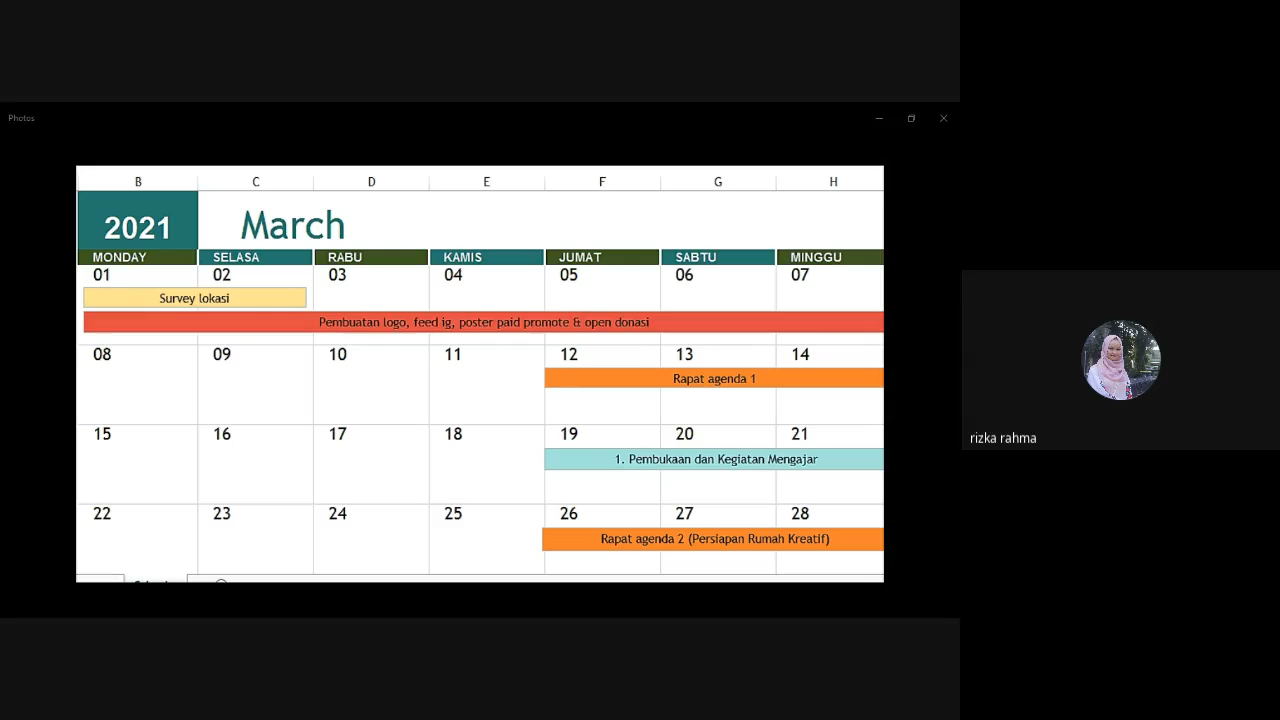 Photos
B C D E F G H
2021 March
MONDAY SELASA RABU KAMIS JUMAT SABTU MINGGU
01 02 03 04 05 06 07
Survey lokasi
Pembuatan logo, feed ig, poster paid promote & open donasi
08 09 10 11 12 13 14
Rapat agenda 1
15 16 17 18 19 20 21
1. Pembukaan dan Kegiatan Mengajar
rizka rahma
22 23 24 25 26 27 28
Rapat agenda 2 (Persiapan Rumah Kreatif)